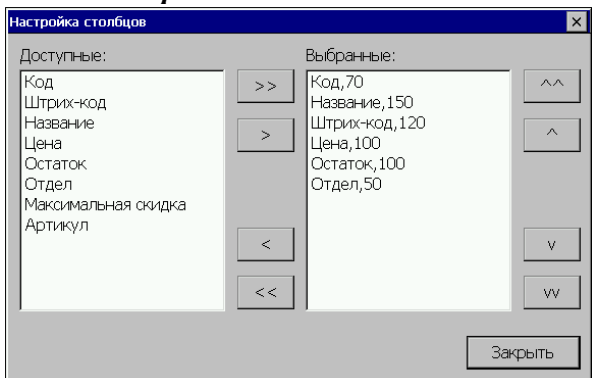 Настройка столбцов
Доступные:
Код
Штрих-код
Название
Цена
Остаток
Отдел
Максимальная скидка
Артикул
>>
>
<
<<
Выбранные:
Код,70
Название,150
Штрих-код,120
Цена,100
Остаток,100
Отдел,50
^^
^
v
vv
Закрыть